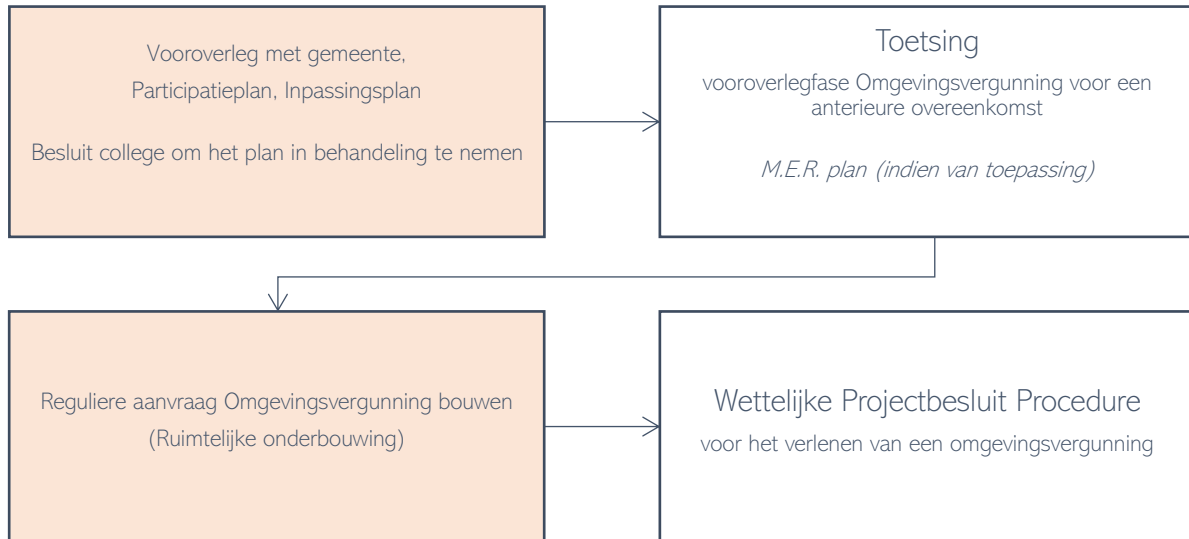 Vooroverleg met gemeente,
Participatieplan, Inpassingsplan
Besluit college om het plan in behandeling te nemen
Toetsing
vooroverlegfase Omgevingsvergunning voor een
anterieure overeenkomst
M.E.R. plan (indien van toepassing)
Reguliere aanvraag Omgevingsvergunning bouwen
(Ruimtelijke onderbouwing)
Wettelijke Projectbesluit Procedure
voor het verlenen van een omgevingsvergunning